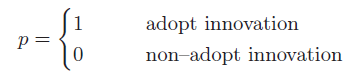 p = { 1 adopt innovation
0 non–adopt innovation